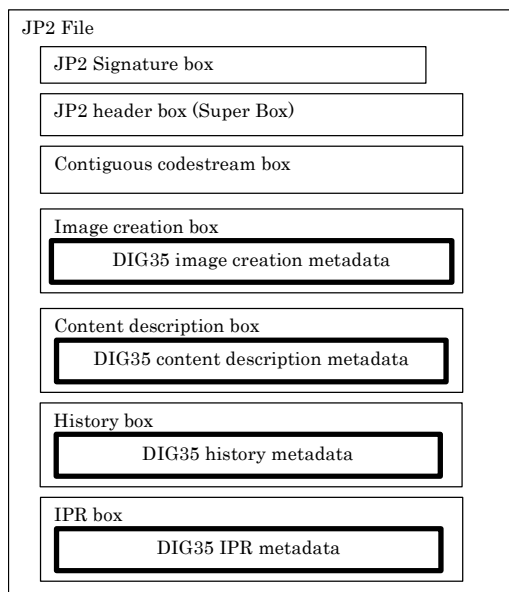 JP2 File
JP2 Signature box
JP2 header box (Super Box)
Contiguous codestream box
Image creation box
DIG35 image creation metadata
Content description box
DIG35 content description metadata
History box
DIG35 history metadata
IPR box
DIG35 IPR metadata